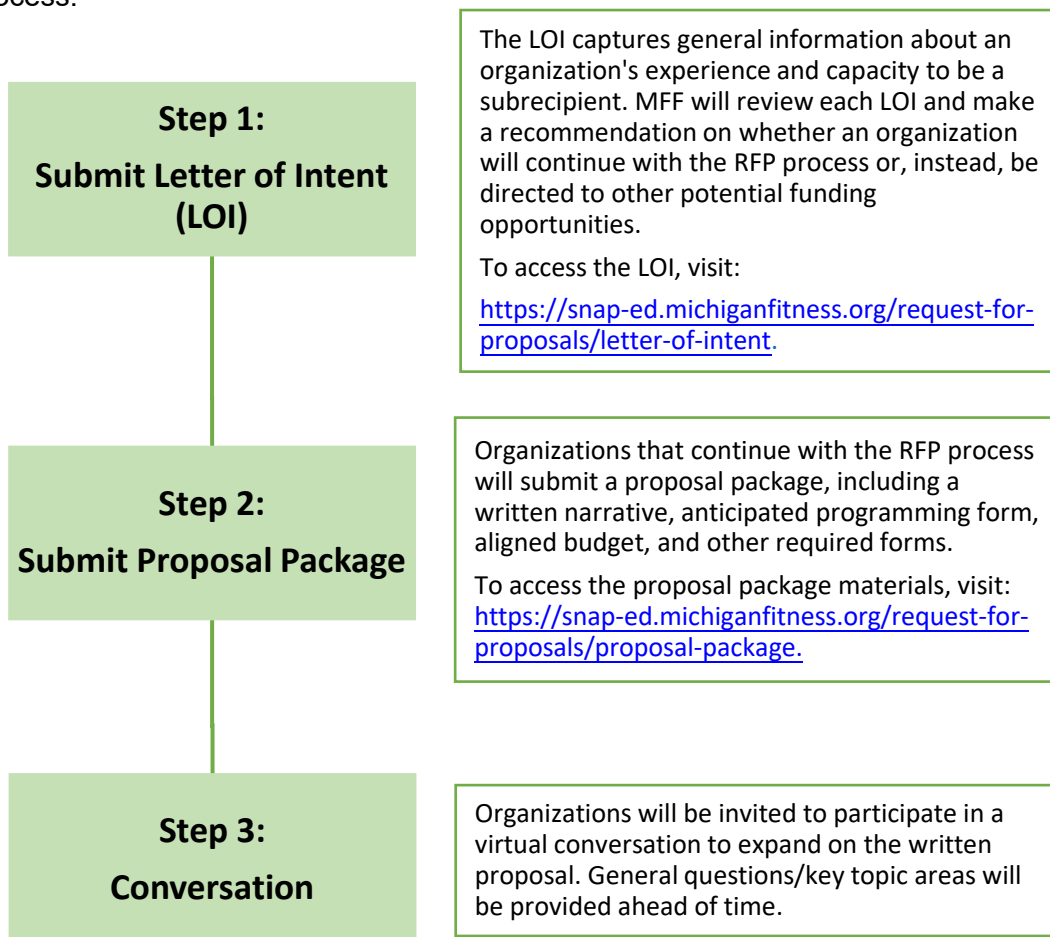 Step 1:
Submit Letter of Intent
(LOI)
The LOI captures general information about an
organization's experience and capacity to be a
subrecipient. MFF will review each LOI and make
a recommendation on whether an organization
will continue with the RFP process or, instead, be
directed to other potential funding
opportunities.
To access the LOI, visit:
https://snap-ed.michiganfitness.org/request-for-
proposals/letter-of-intent.
Step 2:
Submit Proposal Package
Organizations that continue with the RFP process
will submit a proposal package, including a
written narrative, anticipated programming form,
aligned budget, and other required forms.
To access the proposal package materials, visit:
https://snap-ed.michiganfitness.org/request-for-
proposals/proposal-package.
Step 3:
Conversation
Organizations will be invited to participate in a
virtual conversation to expand on the written
proposal. General questions/key topic areas will
be provided ahead of time.